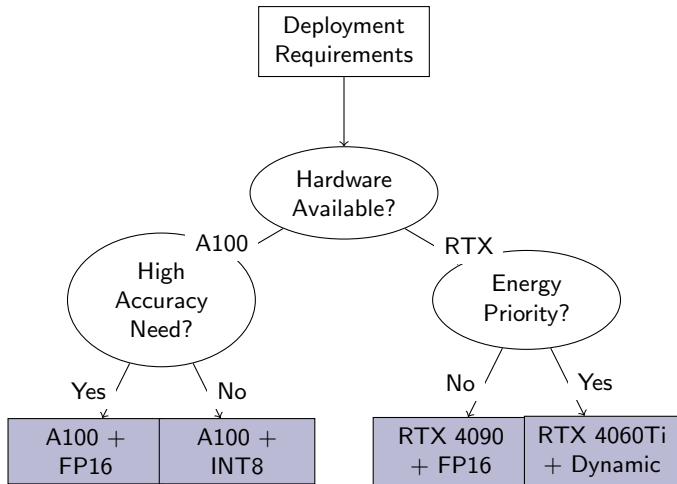 Deployment
Requirements
Hardware
Available?
A100
RTX
High
Accuracy
Need?
Energy
Priority?
Yes
No
No
Yes
A100 +
FP16
A100 +
INT8
RTX 4090
+ FP16
RTX 4060Ti
+ Dynamic